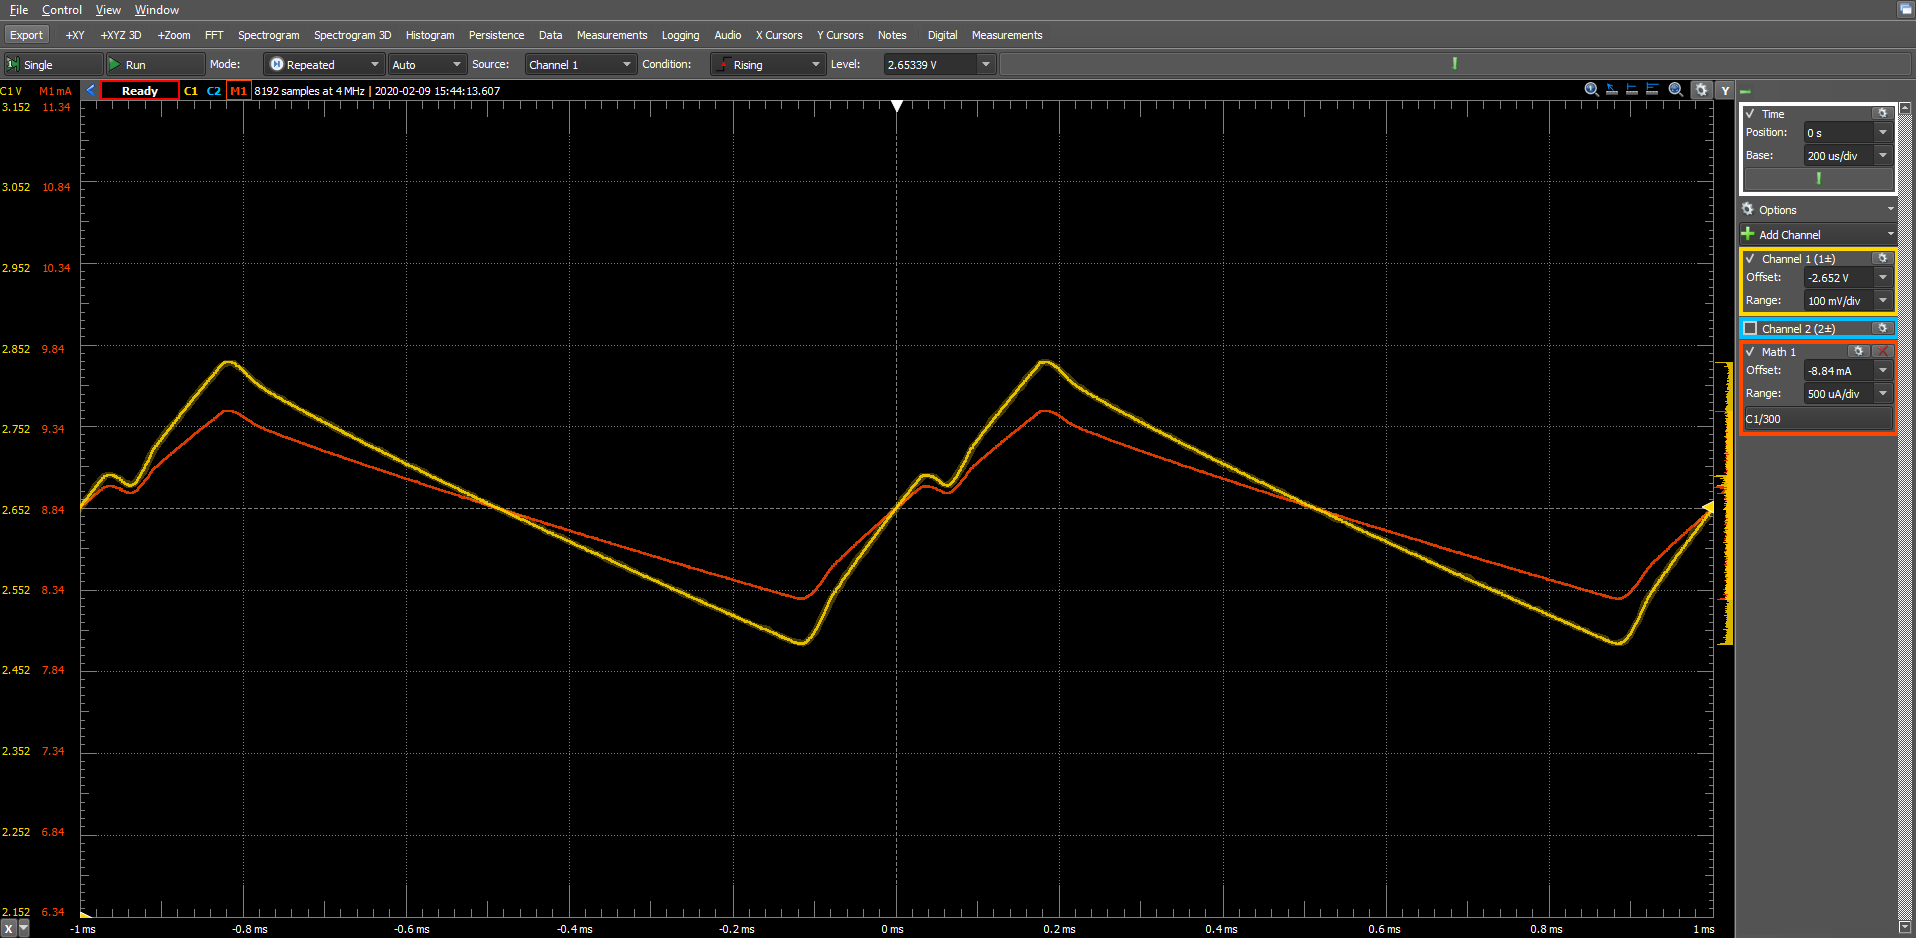 File Control View Window
Export +XY +XYZ 3D +Zoom FFT Spectrogram Spectrogram 3D Histogram Persistence Data Measurements Logging Audio X Cursors Y Cursors Notes Digital Measurements
Single Run Mode: Repeated Auto Source: Channel 1 Condition: Rising Level: 2.65339 V
C1 V M1 mA Ready C1 C2 M1 8192 samples at 4 MHz | 2020-02-09 15:44:13.607 Y
3.152 11.34
3.052 10.84
2.952 10.34
2.852 9.84
2.752 9.34
2.652 8.84
2.552 8.34
2.452 7.84
2.352 7.34
2.252 6.84
2.152 6.34
X -1 ms -0.8 ms -0.6 ms -0.4 ms -0.2 ms 0 ms 0.2 ms 0.4 ms 0.6 ms 0.8 ms 1 ms
Time
Position: 0 s
Base: 200 us/div
Options
Add Channel
Channel 1 (1±)
Offset: -2.652 V
Range: 100 mV/div
Channel 2 (2±)
Math 1
Offset: -8.84 mA
Range: 500 uA/div
C1/300